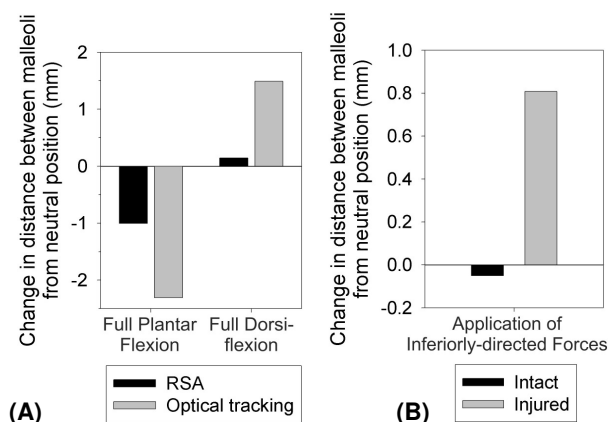 Change in distance between malleoli
from neutral position (mm)
2
1
0
-1
-2
Full Plantar
Flexion
Full Dorsi-
flexion
RSA
Optical tracking
(A)
Change in distance between malleoli
from neutral position (mm)
1.0
0.8
0.6
0.4
0.2
0.0
-0.2
Application of
Inferiorly-directed Forces
Intact
Injured
(B)